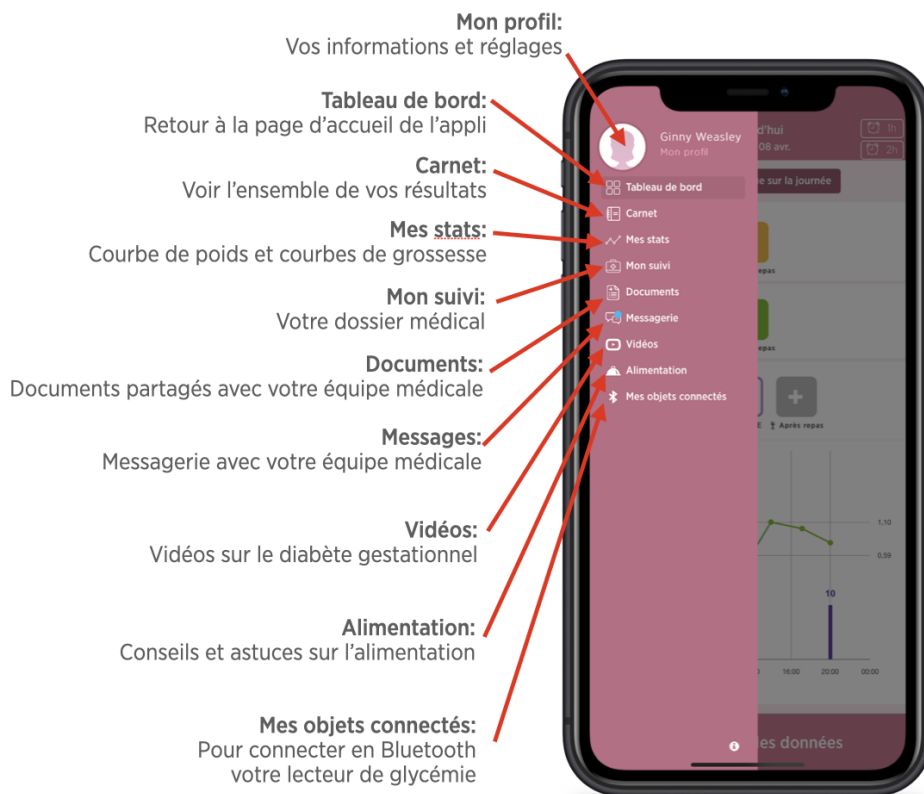 Mon profil:
Vos informations et réglages
Tableau de bord:
Retour à la page d'accueil de l'appli
Carnet:
Voir l'ensemble de vos résultats
Mes stats:
Courbe de poids et courbes de grossesse
Mon suivi:
Votre dossier médical
Documents:
Documents partagés avec votre équipe médicale
Messages:
Messagerie avec votre équipe médicale
Vidéos:
Vidéos sur le diabète gestationnel
Alimentation:
Conseils et astuces sur l'alimentation
Mes objets connectés:
Pour connecter en Bluetooth
votre lecteur de glycémie
Ginny Weasley
Mon profil
Tableau de bord
Carnet
Mes stats
Mon suivi
Documents
Messagerie
Vidéos
Alimentation
Mes objets connectés
d'hui
08 avr.
1h
2h
sur la journée
repas
repas
E
Après repas
1,10
0,59
10
16:00
20:00
00:00
les données